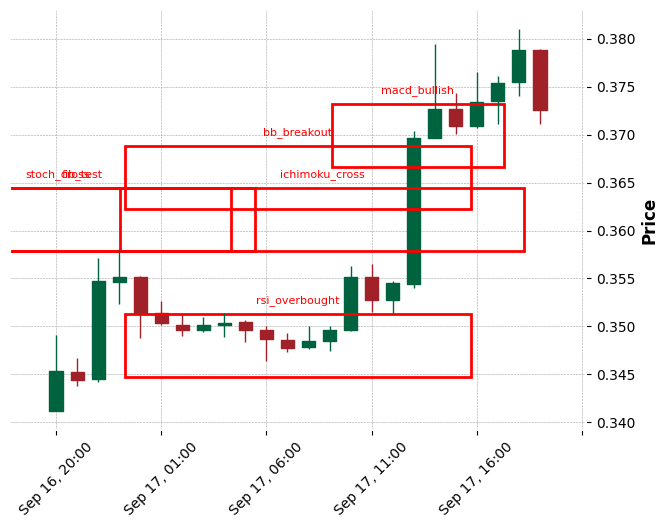 0.380
macd_bullish
0.375
bb_breakout
0.370
stoch_cross
fib_test
ichimoku_cross
0.365
0.360
Price
0.355
rsi_overbought
0.350
0.345
0.340
Sep 16, 20:00
Sep 17, 01:00
Sep 17, 06:00
Sep 17, 11:00
Sep 17, 16:00